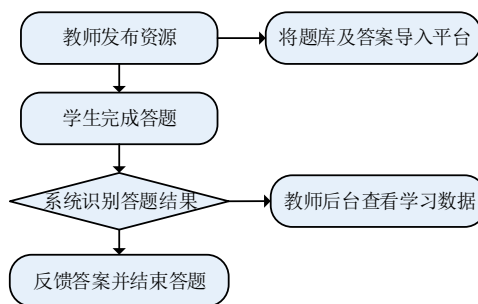 教师发布资源
将题库及答案导入平台
学生完成答题
系统识别答题结果
教师后台查看学习数据
反馈答案并结束答题